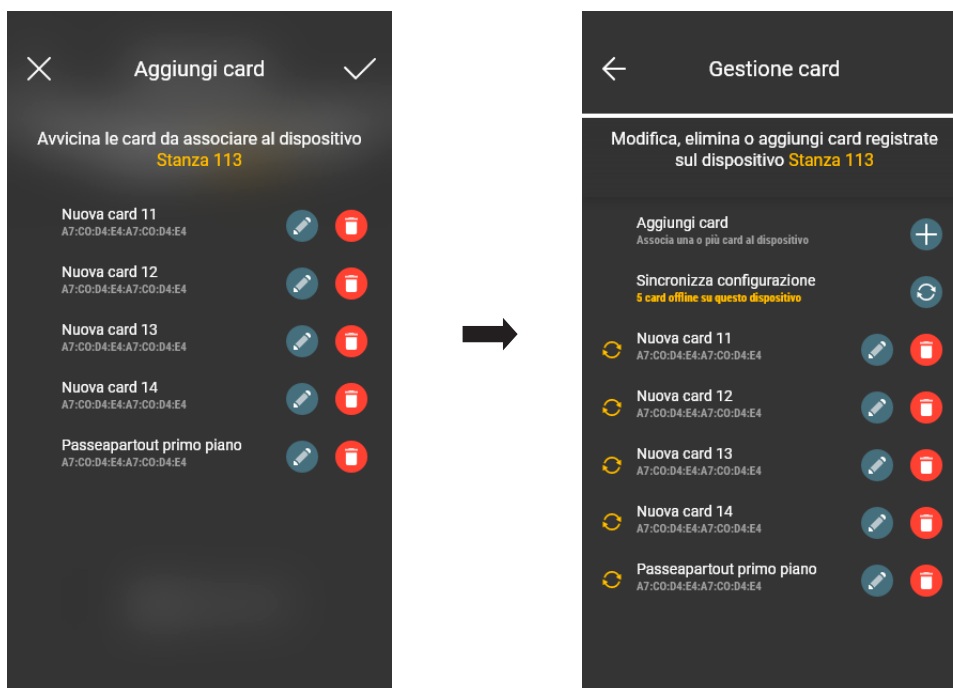 Aggiungi card
Avvicina le card da associare al dispositivo
Stanza 113
Nuova card 11
A7:C0:D4:E4:A7:C0:D4:E4
Nuova card 12
A7:C0:D4:E4:A7:C0:D4:E4
Nuova card 13
A7:C0:D4:E4:A7:C0:D4:E4
Nuova card 14
A7:C0:D4:E4:A7:C0:D4:E4
Passeapartout primo piano
A7:C0:D4:E4:A7:C0:D4:E4
Gestione card
Modifica, elimina o aggiungi card registrate
sul dispositivo Stanza 113
Aggiungi card
Associa una o più card al dispositivo
Sincronizza configurazione
5 card offline su questo dispositivo
Nuova card 11
A7:C0:D4:E4:A7:C0:D4:E4
Nuova card 12
A7:C0:D4:E4:A7:C0:D4:E4
Nuova card 13
A7:C0:D4:E4:A7:C0:D4:E4
Nuova card 14
A7:C0:D4:E4:A7:C0:D4:E4
Passeapartout primo piano
A7:C0:D4:E4:A7:C0:D4:E4